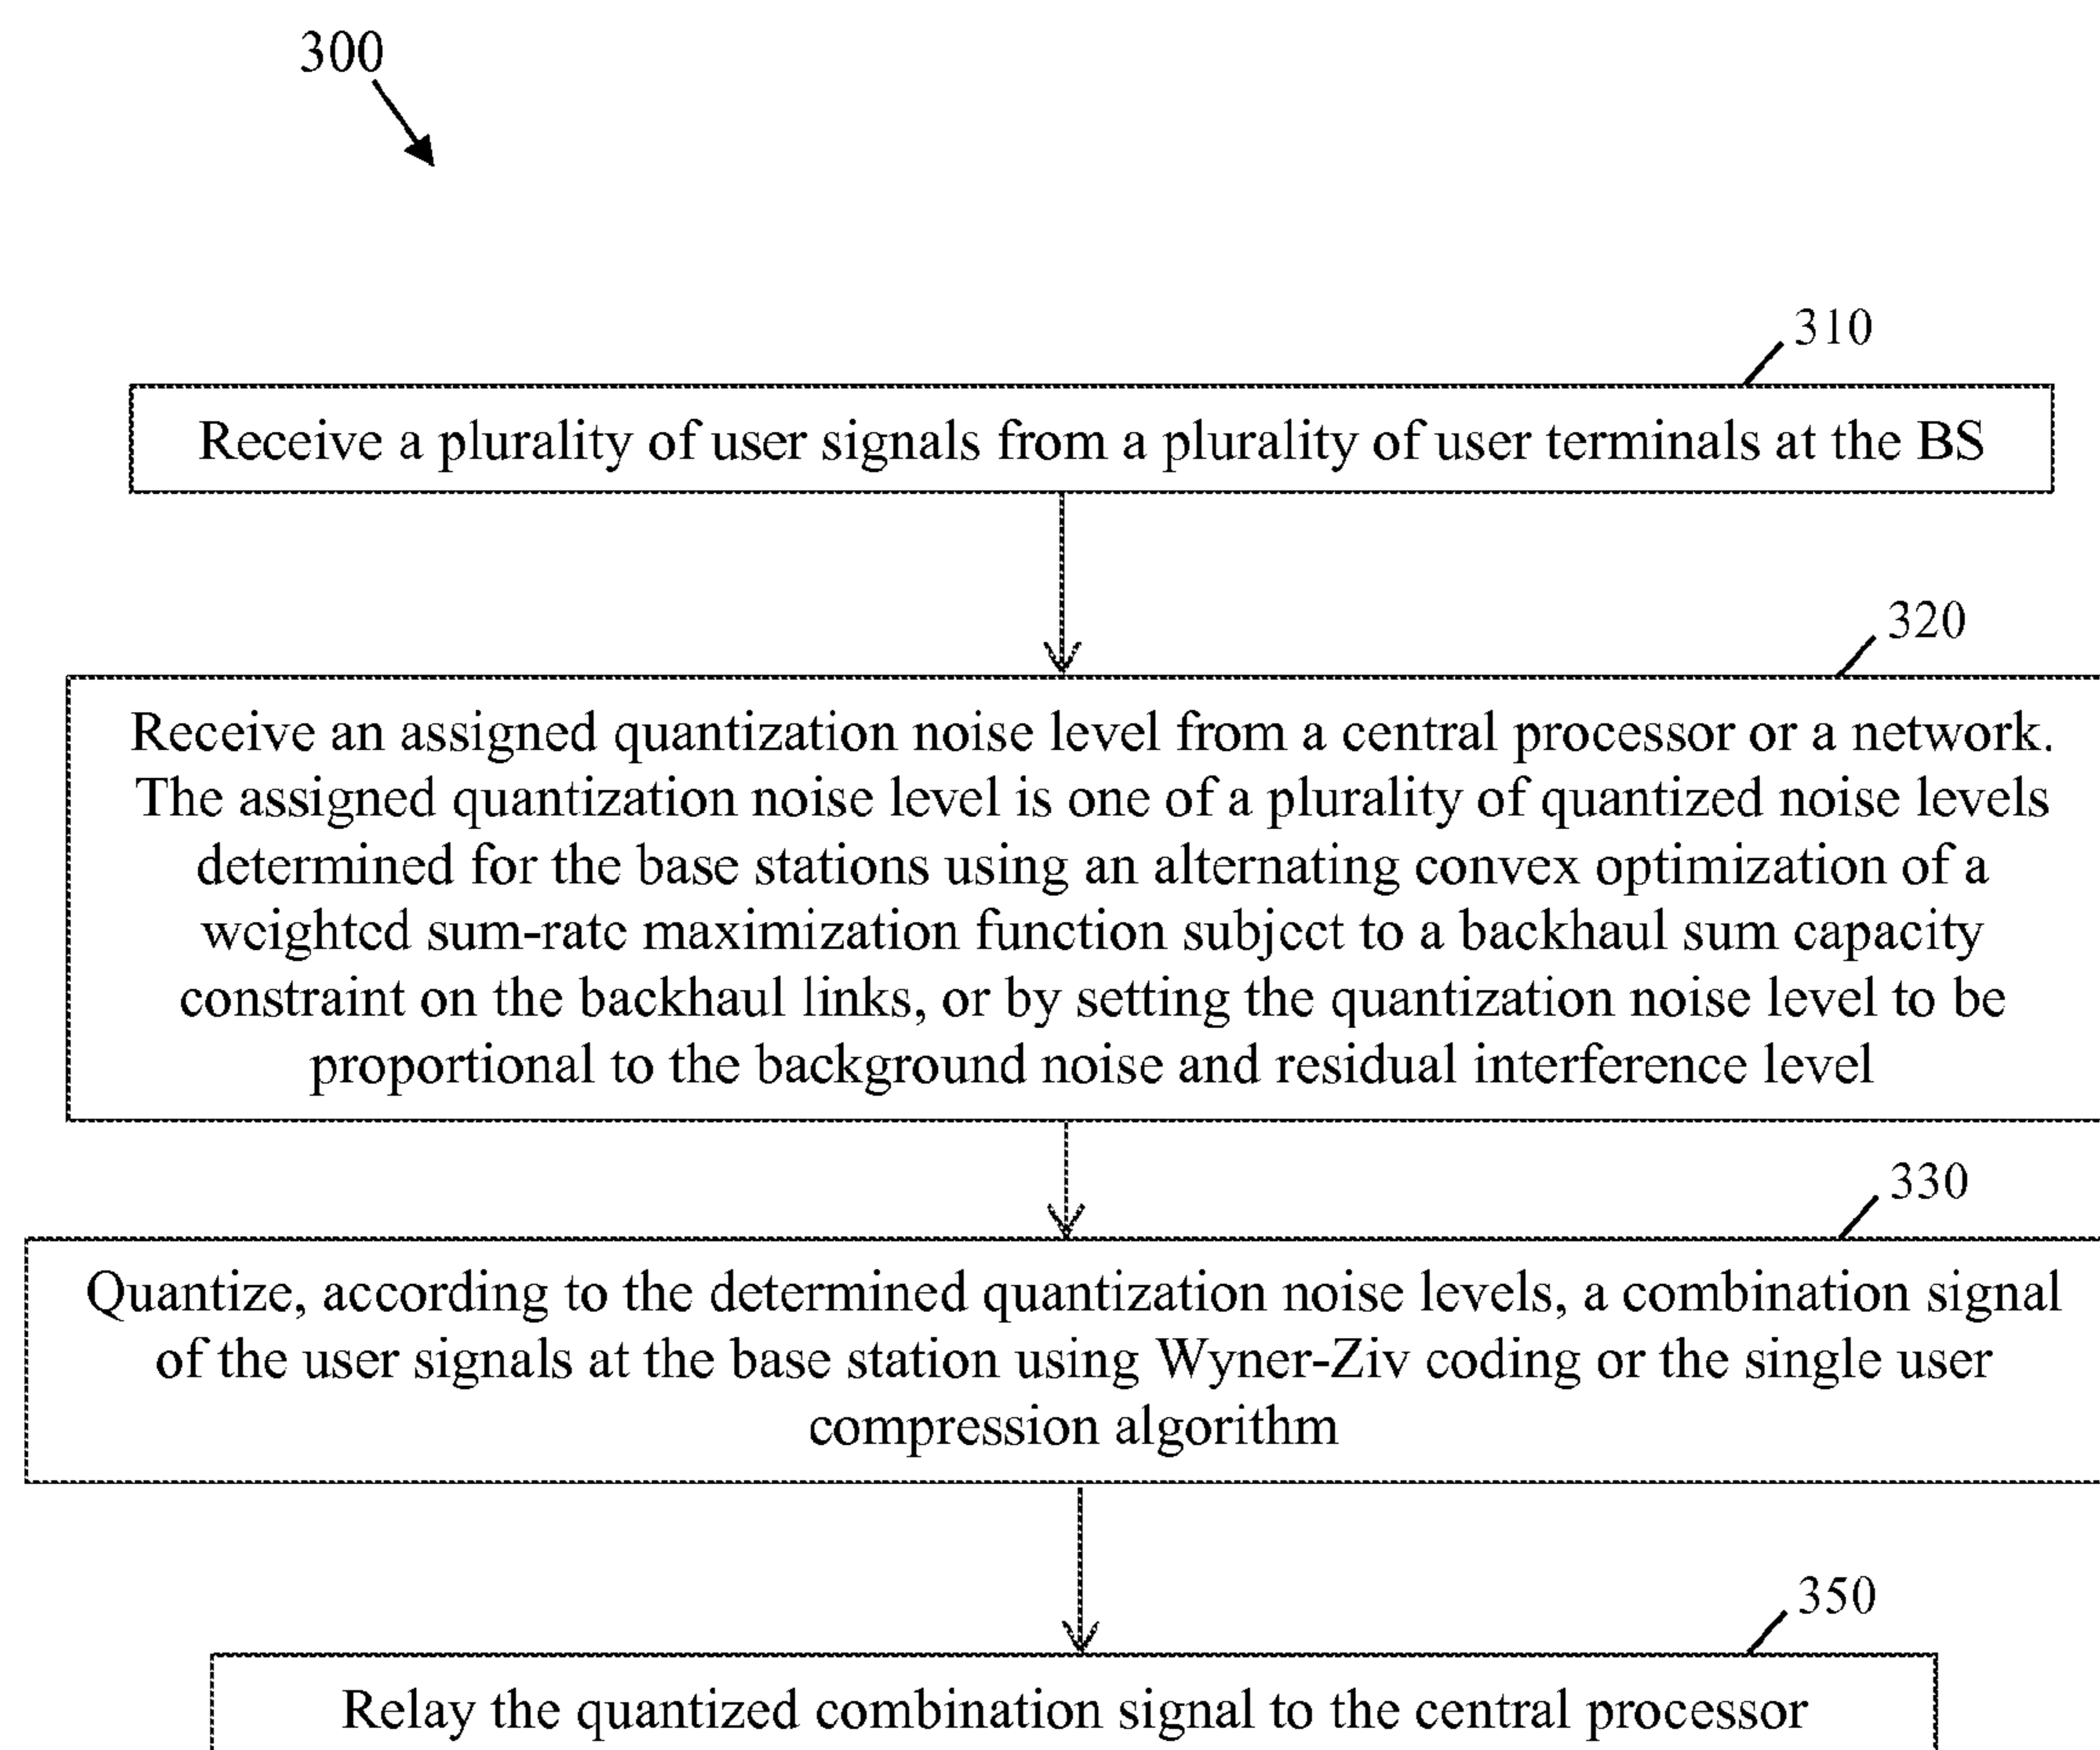 300
310
Receive a plurality of user signals from a plurality of user terminals at the BS
320
Receive an assigned quantization noise level from a central processor or a network.
The assigned quantization noise level is one of a plurality of quantized noise levels
determined for the base stations using an alternating convex optimization of a
weighted sum-rate maximization function subject to a backhaul sum capacity
constraint on the backhaul links, or by setting the quantization noise level to be
proportional to the background noise and residual interference level
330
Quantize, according to the determined quantization noise levels, a combination signal
of the user signals at the base station using Wyner-Ziv coding or the single user
compression algorithm
350
Relay the quantized combination signal to the central processor